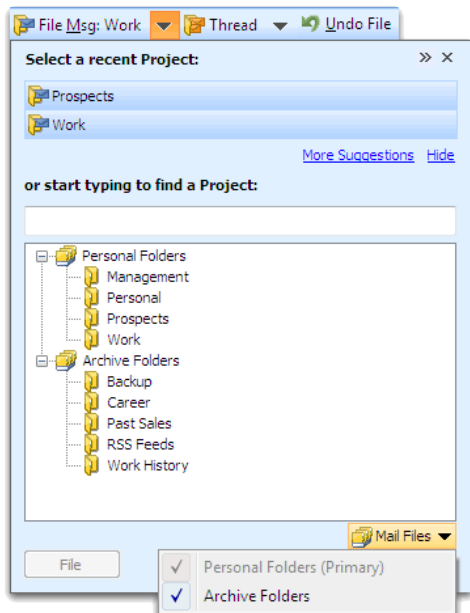 File Msg: Work Thread Undo File
Select a recent Project:
Prospects
Work
More Suggestions Hide
or start typing to find a Project:
Personal Folders
Management
Personal
Prospects
Work
Archive Folders
Backup
Career
Past Sales
RSS Feeds
Work History
Mail Files
File
Personal Folders (Primary)
Archive Folders